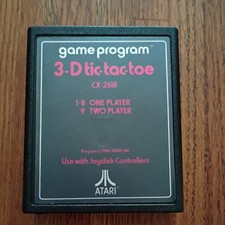 game program™
3-D tic-tac-toe
CX-2618
1-8 ONE PLAYER
9 TWO PLAYER
Use with Joystick Controllers
ATARI